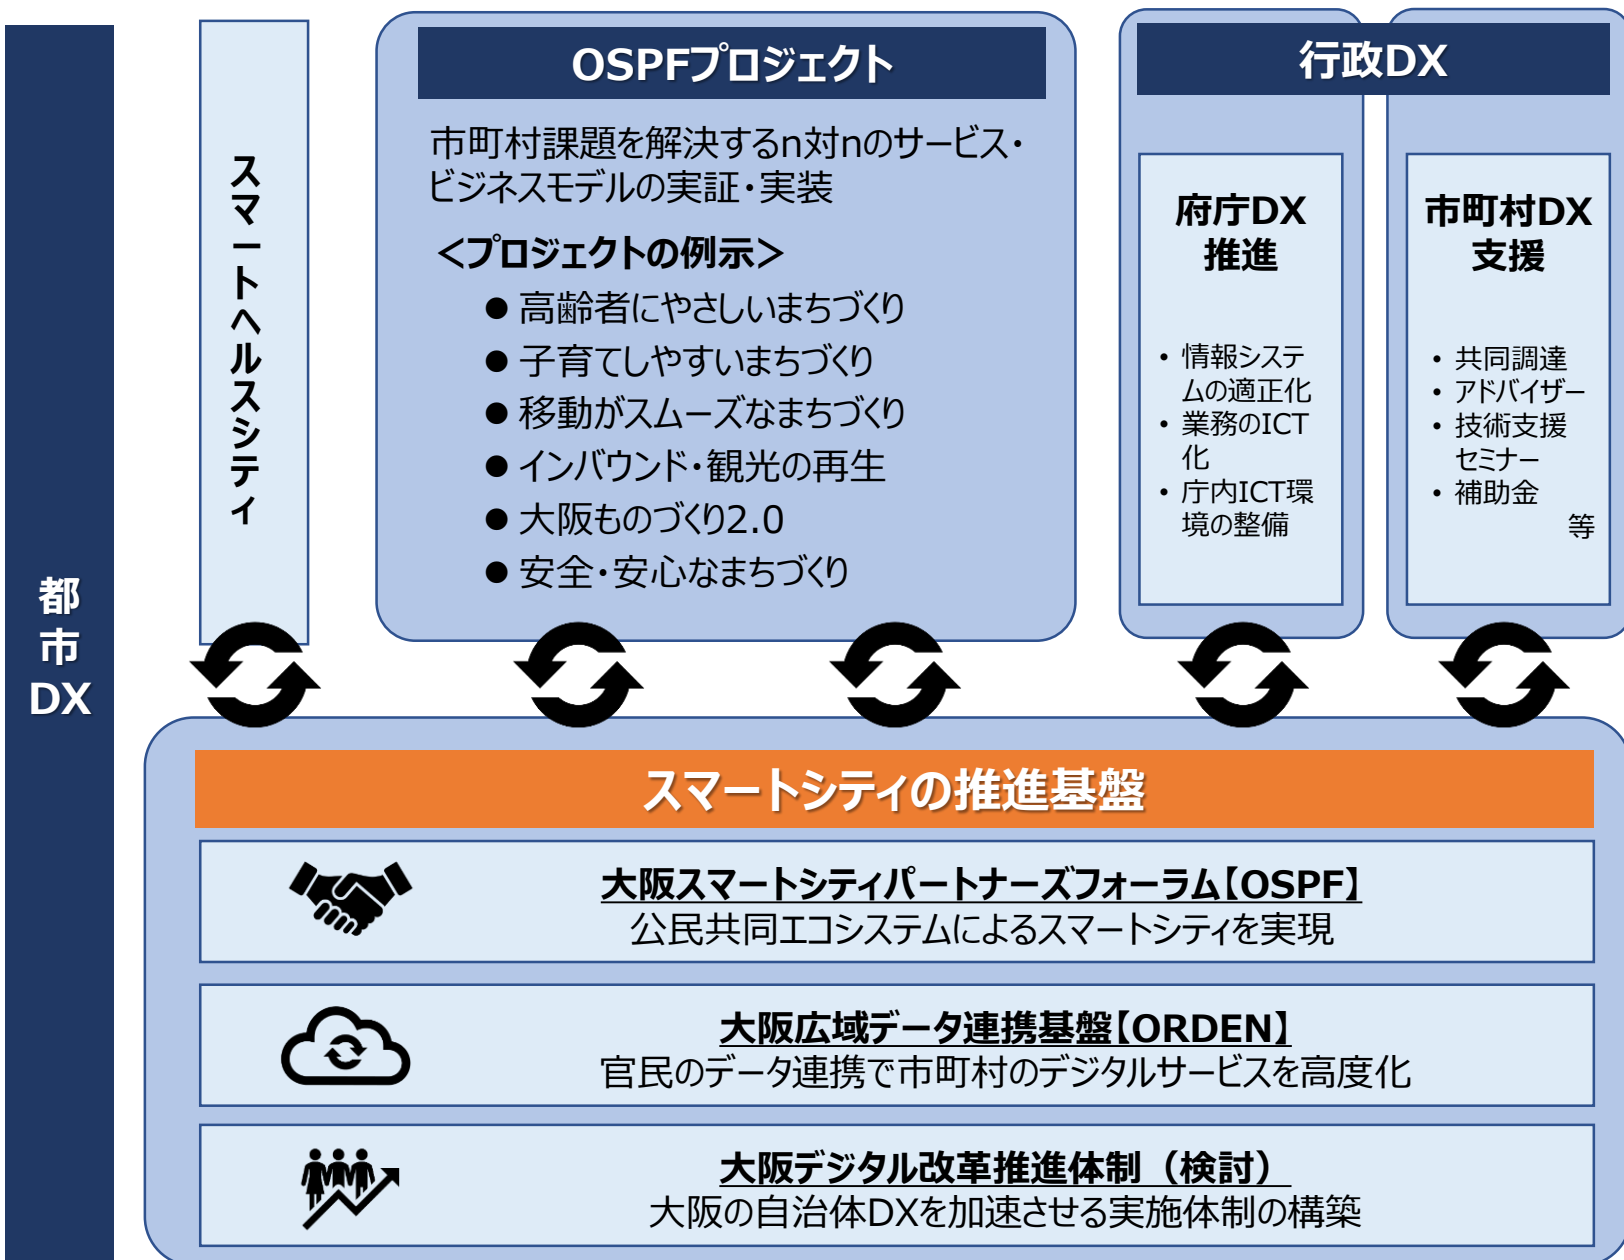 都
市
DX
スマートヘルスシティ
OSPFプロジェクト
市町村課題を解決するn対nのサービス・
ビジネスモデルの実証・実装
＜プロジェクトの例示＞
● 高齢者にやさしいまちづくり
● 子育てしやすいまちづくり
● 移動がスムーズなまちづくり
● インバウンド・観光の再生
● 大阪ものづくり2.0
● 安全・安心なまちづくり
行政DX
府庁DX
推進
• 情報システ
ムの適正化
• 業務のICT
化
• 庁内ICT環
境の整備
市町村DX
支援
• 共同調達
• アドバイザー
• 技術支援
セミナー
• 補助金
等
スマートシティの推進基盤
大阪スマートシティパートナーズフォーラム【OSPF】
公民共同エコシステムによるスマートシティを実現
大阪広域データ連携基盤【ORDEN】
官民のデータ連携で市町村のデジタルサービスを高度化
大阪デジタル改革推進体制（検討）
大阪の自治体DXを加速させる実施体制の構築